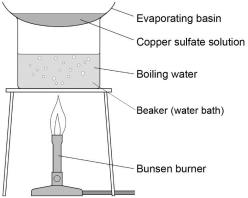 Evaporating basin
Copper sulfate solution
Boiling water
Beaker (water bath)
Bunsen burner